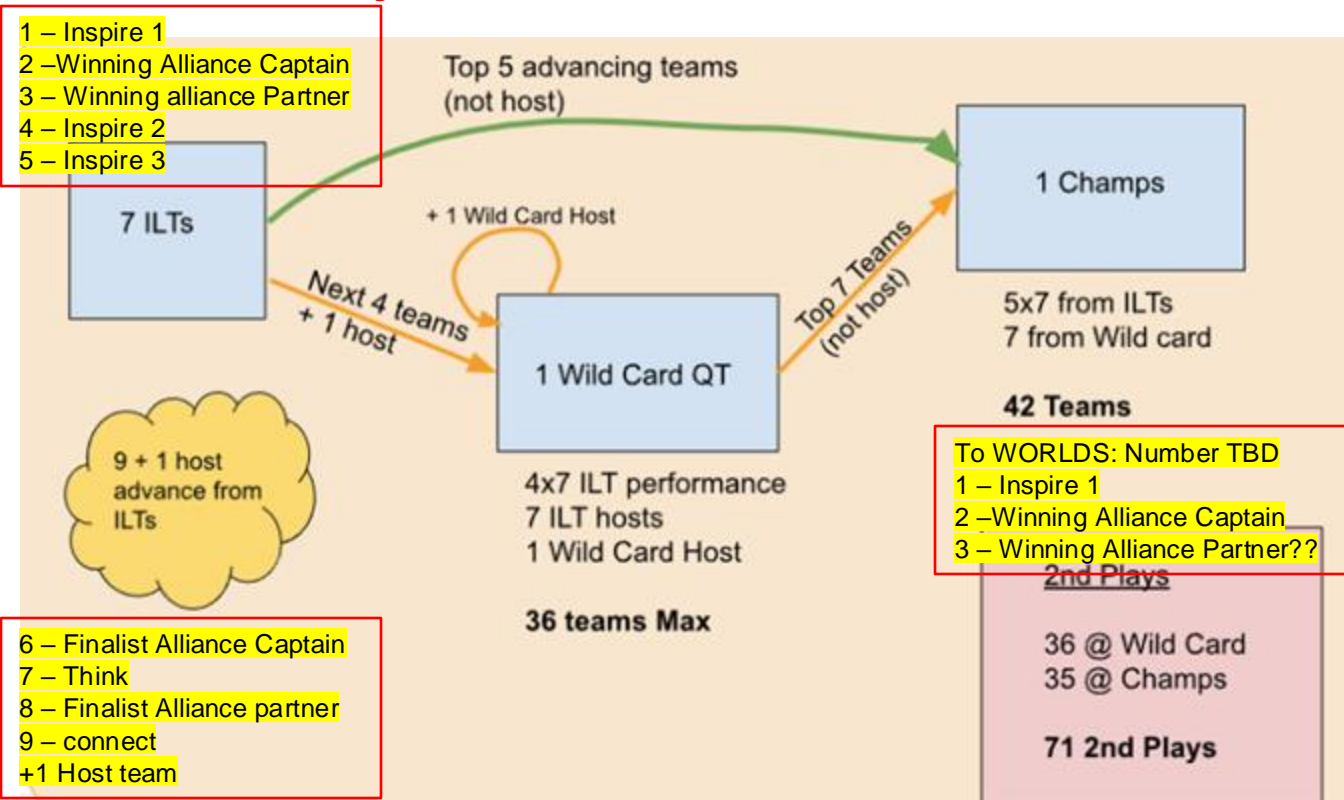 1 – Inspire 1
2 –Winning Alliance Captain
3 – Winning alliance Partner
4 – Inspire 2
5 – Inspire 3
7 ILTs
Top 5 advancing teams
(not host)
1 Champs
+ 1 Wild Card Host
Next 4 teams
+ 1 host
1 Wild Card QT
Top 7 Teams
(not host)
5x7 from ILTs
7 from Wild card
42 Teams
9 + 1 host
advance from
ILTs
4x7 ILT performance
7 ILT hosts
1 Wild Card Host
36 teams Max
To WORLDS: Number TBD
1 – Inspire 1
2 –Winning Alliance Captain
3 – Winning Alliance Partner??
2nd Plays
36 @ Wild Card
35 @ Champs
71 2nd Plays
6 – Finalist Alliance Captain
7 – Think
8 – Finalist Alliance partner
9 – connect
+1 Host team